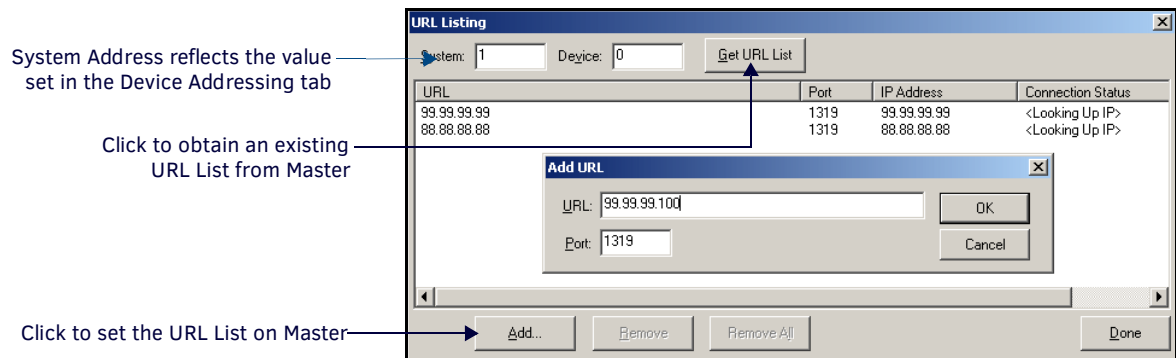 URL Listing
System Address reflects the value
set in the Device Addressing tab
System: 1 Device: 0 Get URL List
URL Port IP Address Connection Status
99.99.99.99 1319 99.99.99.99 <Looking Up IP>
88.88.88.88 1319 88.88.88.88 <Looking Up IP>
Click to obtain an existing
URL List from Master
Add URL
URL: 99.99.99.100 OK
Port: 1319 Cancel
Click to set the URL List on Master
Add... Remove Remove All Done